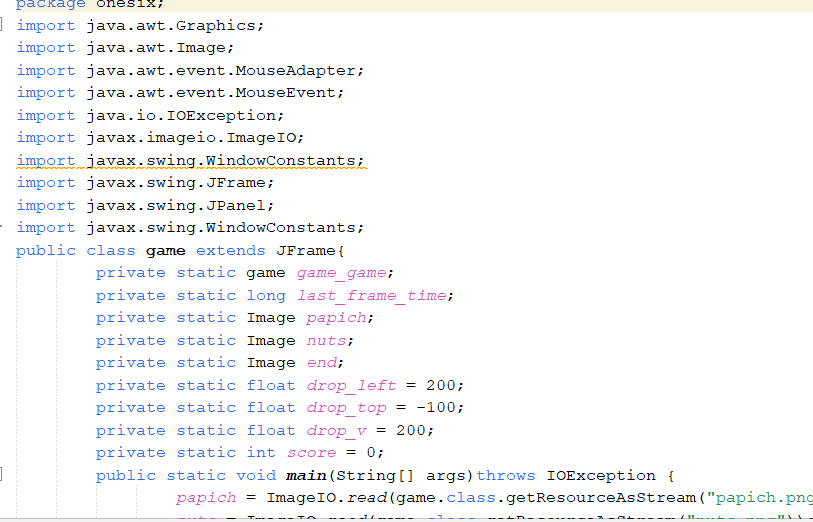 package onesix;
import java.awt.Graphics;
import java.awt.Image;
import java.awt.event.MouseAdapter;
import java.awt.event.MouseEvent;
import java.io.IOException;
import javax.imageio.ImageIO;
import javax.swing.WindowConstants;
import javax.swing.JFrame;
import javax.swing.JPanel;
import javax.swing.WindowConstants;
public class game extends JFrame{
private static game game_game;
private static long last_frame_time;
private static Image papich;
private static Image nuts;
private static Image end;
private static float drop_left = 200;
private static float drop_top = -100;
private static float drop_v = 200;
private static int score = 0;
public static void main(String[] args)throws IOException {
papich = ImageIO.read(game.class.getResourceAsStream("papich.png